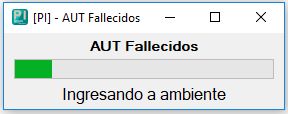 [PI] - AUT Fallecidos
AUT Fallecidos
Ingresando a ambiente